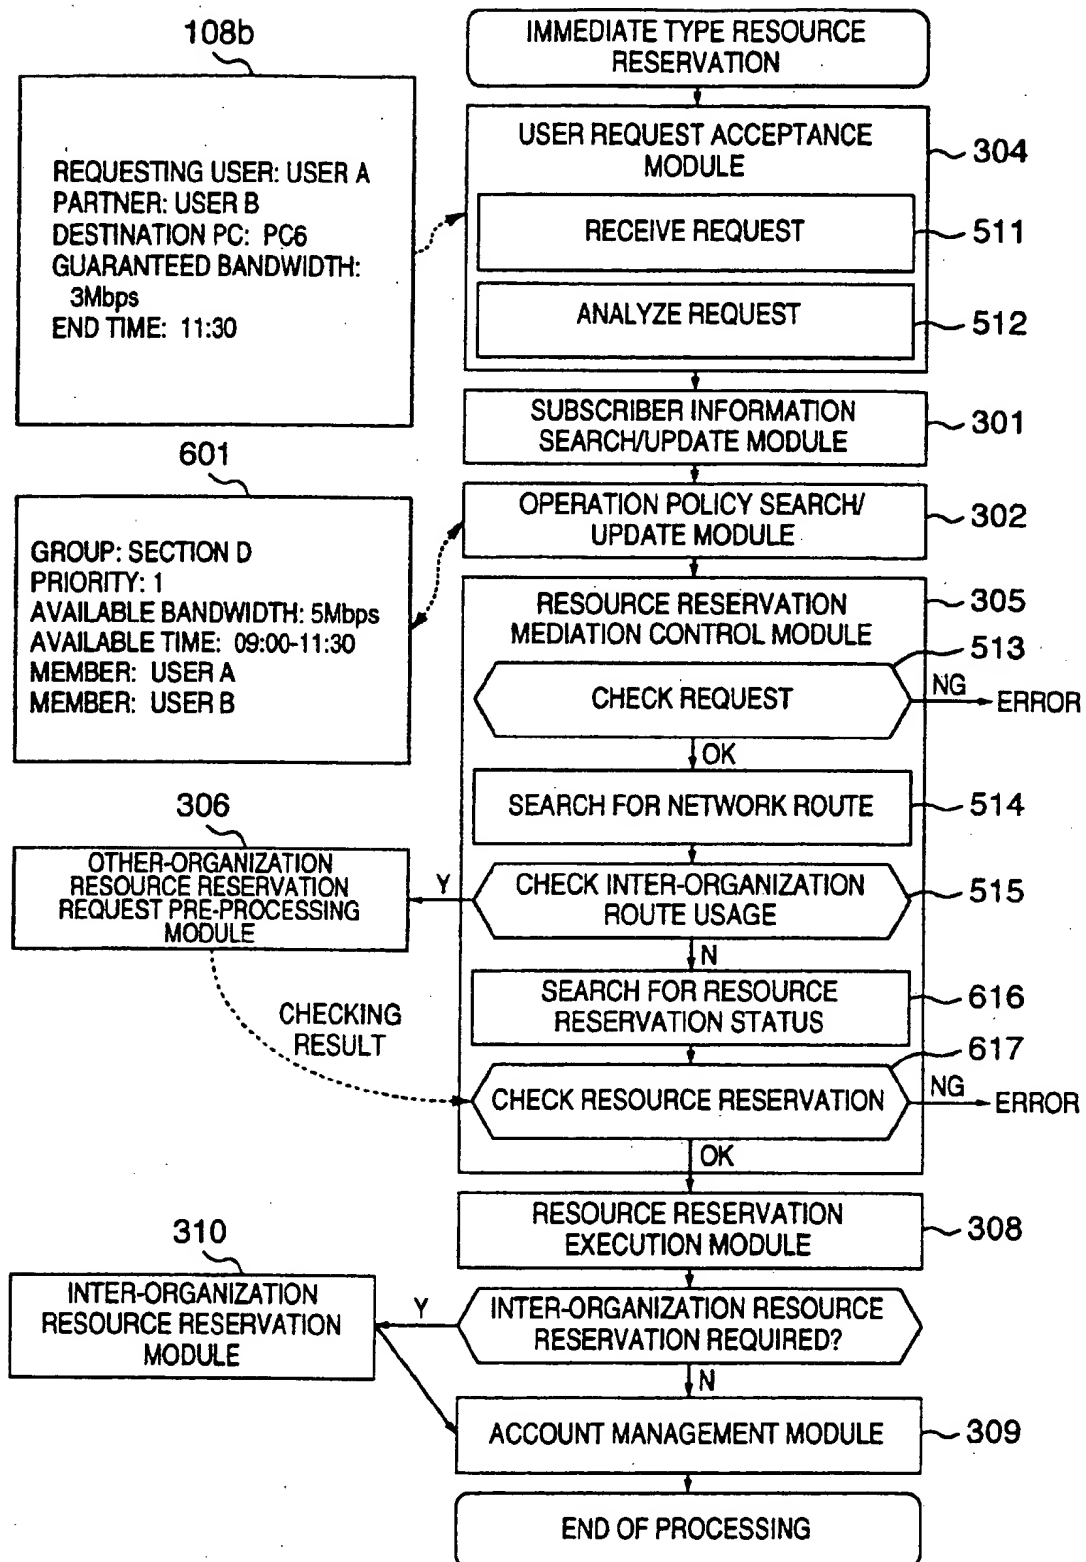 108b
IMMEDIATE TYPE RESOURCE
RESERVATION
REQUESTING USER: USER A
PARTNER: USER B
DESTINATION PC: PC6
GUARANTEED BANDWIDTH:
3Mbps
END TIME: 11:30
USER REQUEST ACCEPTANCE
MODULE
304
RECEIVE REQUEST
511
ANALYZE REQUEST
512
SUBSCRIBER INFORMATION
SEARCH/UPDATE MODULE
301
601
OPERATION POLICY SEARCH/
UPDATE MODULE
302
GROUP: SECTION D
PRIORITY: 1
AVAILABLE BANDWIDTH: 5Mbps
AVAILABLE TIME: 09:00-11:30
MEMBER: USER A
MEMBER: USER B
RESOURCE RESERVATION
MEDIATION CONTROL MODULE
305
513
CHECK REQUEST
NG
ERROR
OK
SEARCH FOR NETWORK ROUTE
514
306
OTHER-ORGANIZATION
RESOURCE RESERVATION
REQUEST PRE-PROCESSING
MODULE
Y
CHECK INTER-ORGANIZATION
ROUTE USAGE
515
N
SEARCH FOR RESOURCE
RESERVATION STATUS
616
CHECKING
RESULT
617
CHECK RESOURCE RESERVATION
NG
ERROR
OK
RESOURCE RESERVATION
EXECUTION MODULE
308
310
INTER-ORGANIZATION
RESOURCE RESERVATION
MODULE
Y
INTER-ORGANIZATION RESOURCE
RESERVATION REQUIRED?
N
ACCOUNT MANAGEMENT MODULE
309
END OF PROCESSING